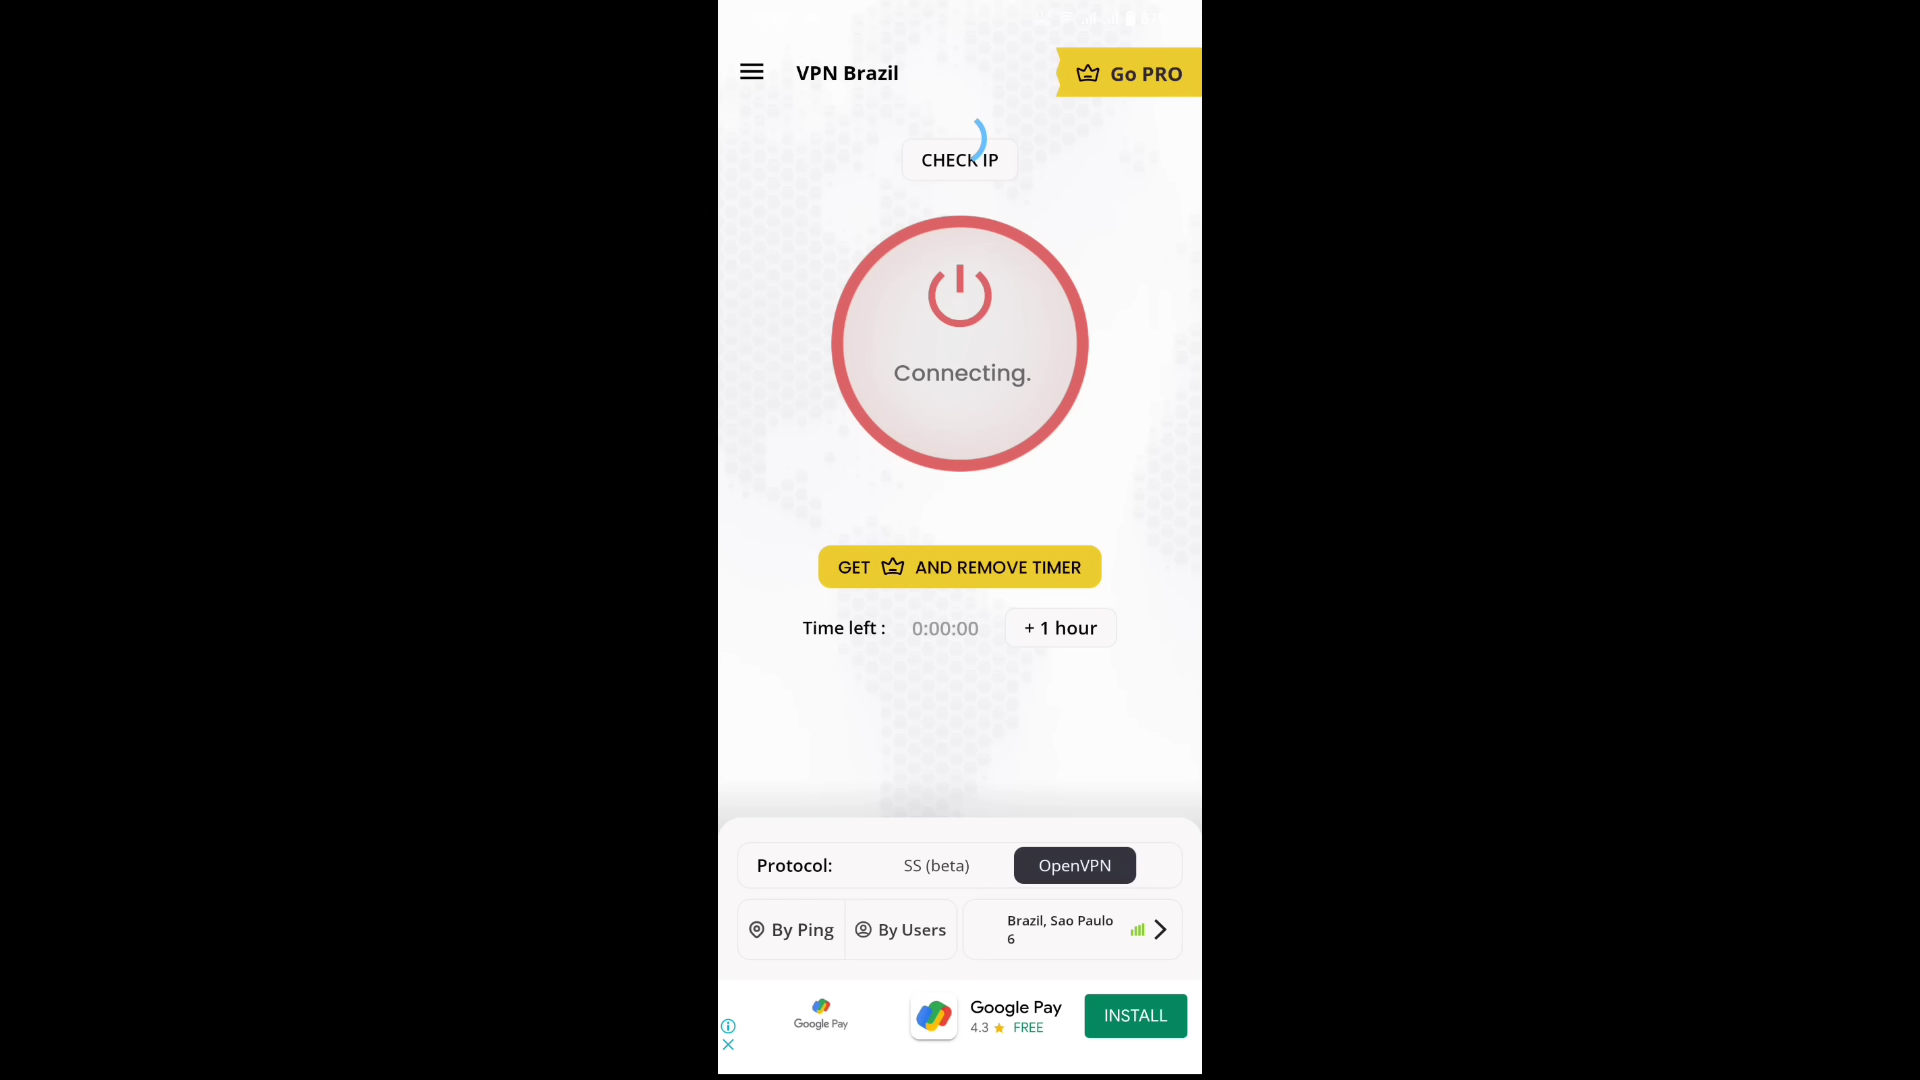 VPN Brazil
Go PRO
CHECK IP
Connecting.
GET AND REMOVE TIMER
Time left : 0:00:00 + 1 hour
Protocol: SS (beta) OpenVPN
By Ping By Users
Brazil, Sao Paulo
6
Google Pay
Google Pay
4.3 FREE
INSTALL